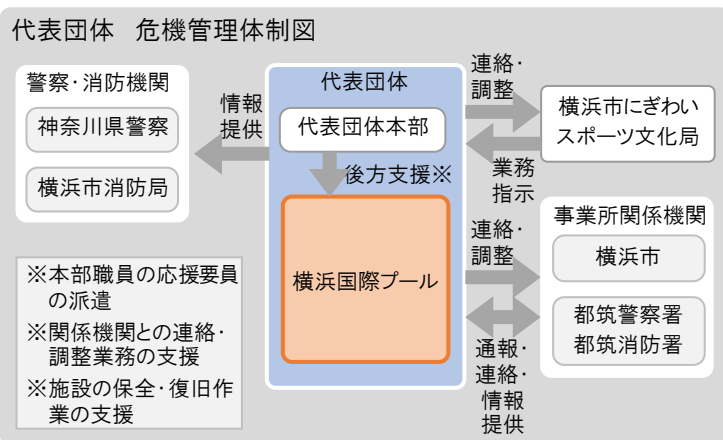 代表団体　危機管理体制図
警察・消防機関
神奈川県警察
横浜市消防局
情報
提供
代表団体
代表団体本部
後方支援※
横浜国際プール
連絡・
調整
業務
指示
横浜市にぎわい
スポーツ文化局
事業所関係機関
横浜市
都筑警察署
都筑消防署
連絡・
調整
通報・
連絡・
情報
提供
※本部職員の応援要員
の派遣
※関係機関との連絡・
調整業務の支援
※施設の保全・復旧作
業の支援